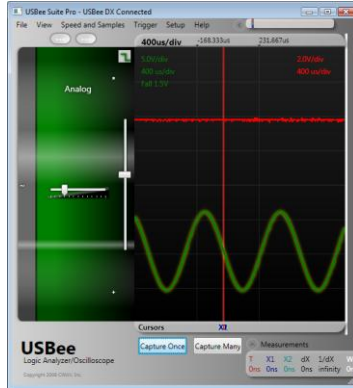 USBee Suite Pro - USBee DX Connected
File View Speed and Samples Trigger Setup Help
400us/div -168.333us 231.667us
5.0V/div 2.0V/div
400 us/div 400 us/div
Fall 1.5V
Analog
Cursors
USBee
Logic Analyzer/Oscilloscope
Capture Once Capture Many
Measurements
T X1 X2 dX 1/dX
0ns 0ns 0ns 0ns infinity